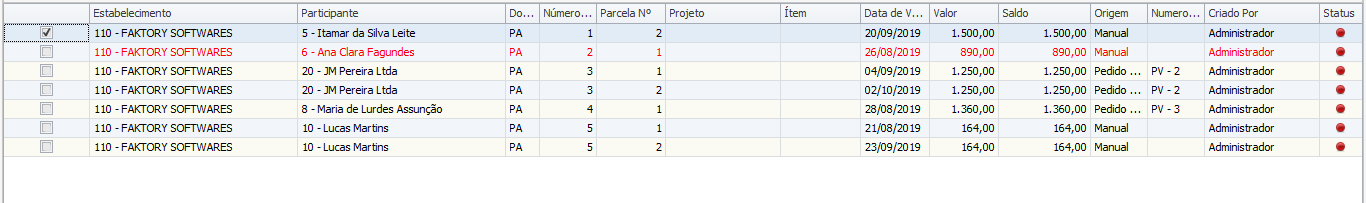 Estabelecimento Participante Do... Número... Parcela Nº Projeto Ítem Data de V... Valor Saldo Origem Numero... Criado Por Status
110 - FAKTORY SOFTWARES 5 - Itamar da Silva Leite PA 1 2 20/09/2019 1.500,00 1.500,00 Manual Administrador
110 - FAKTORY SOFTWARES 6 - Ana Clara Fagundes PA 2 1 26/08/2019 890,00 890,00 Manual Administrador
110 - FAKTORY SOFTWARES 20 - JM Pereira Ltda PA 3 1 04/09/2019 1.250,00 1.250,00 Pedido ... PV - 2 Administrador
110 - FAKTORY SOFTWARES 20 - JM Pereira Ltda PA 3 2 02/10/2019 1.250,00 1.250,00 Pedido ... PV - 2 Administrador
110 - FAKTORY SOFTWARES 8 - Maria de Lurdes Assunção PA 4 1 28/08/2019 1.360,00 1.360,00 Pedido ... PV - 3 Administrador
110 - FAKTORY SOFTWARES 10 - Lucas Martins PA 5 1 21/08/2019 164,00 164,00 Manual Administrador
110 - FAKTORY SOFTWARES 10 - Lucas Martins PA 5 2 23/09/2019 164,00 164,00 Manual Administrador